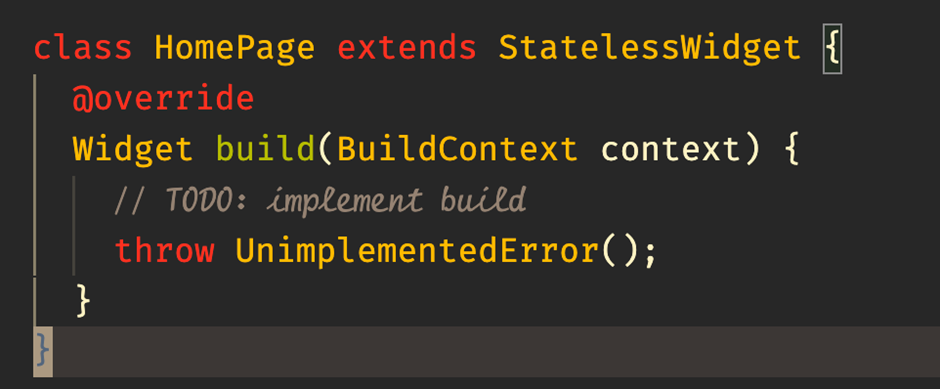 class HomePage extends StatelessWidget {
@override
Widget build(BuildContext context) {
// TODO: implement build
throw UnimplementedError();
}
}